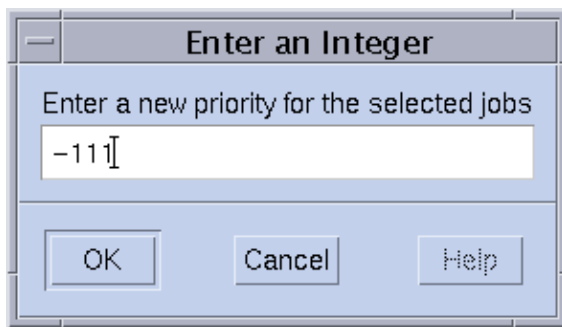 Enter an Integer
Enter a new priority for the selected jobs
-111
OK Cancel Help